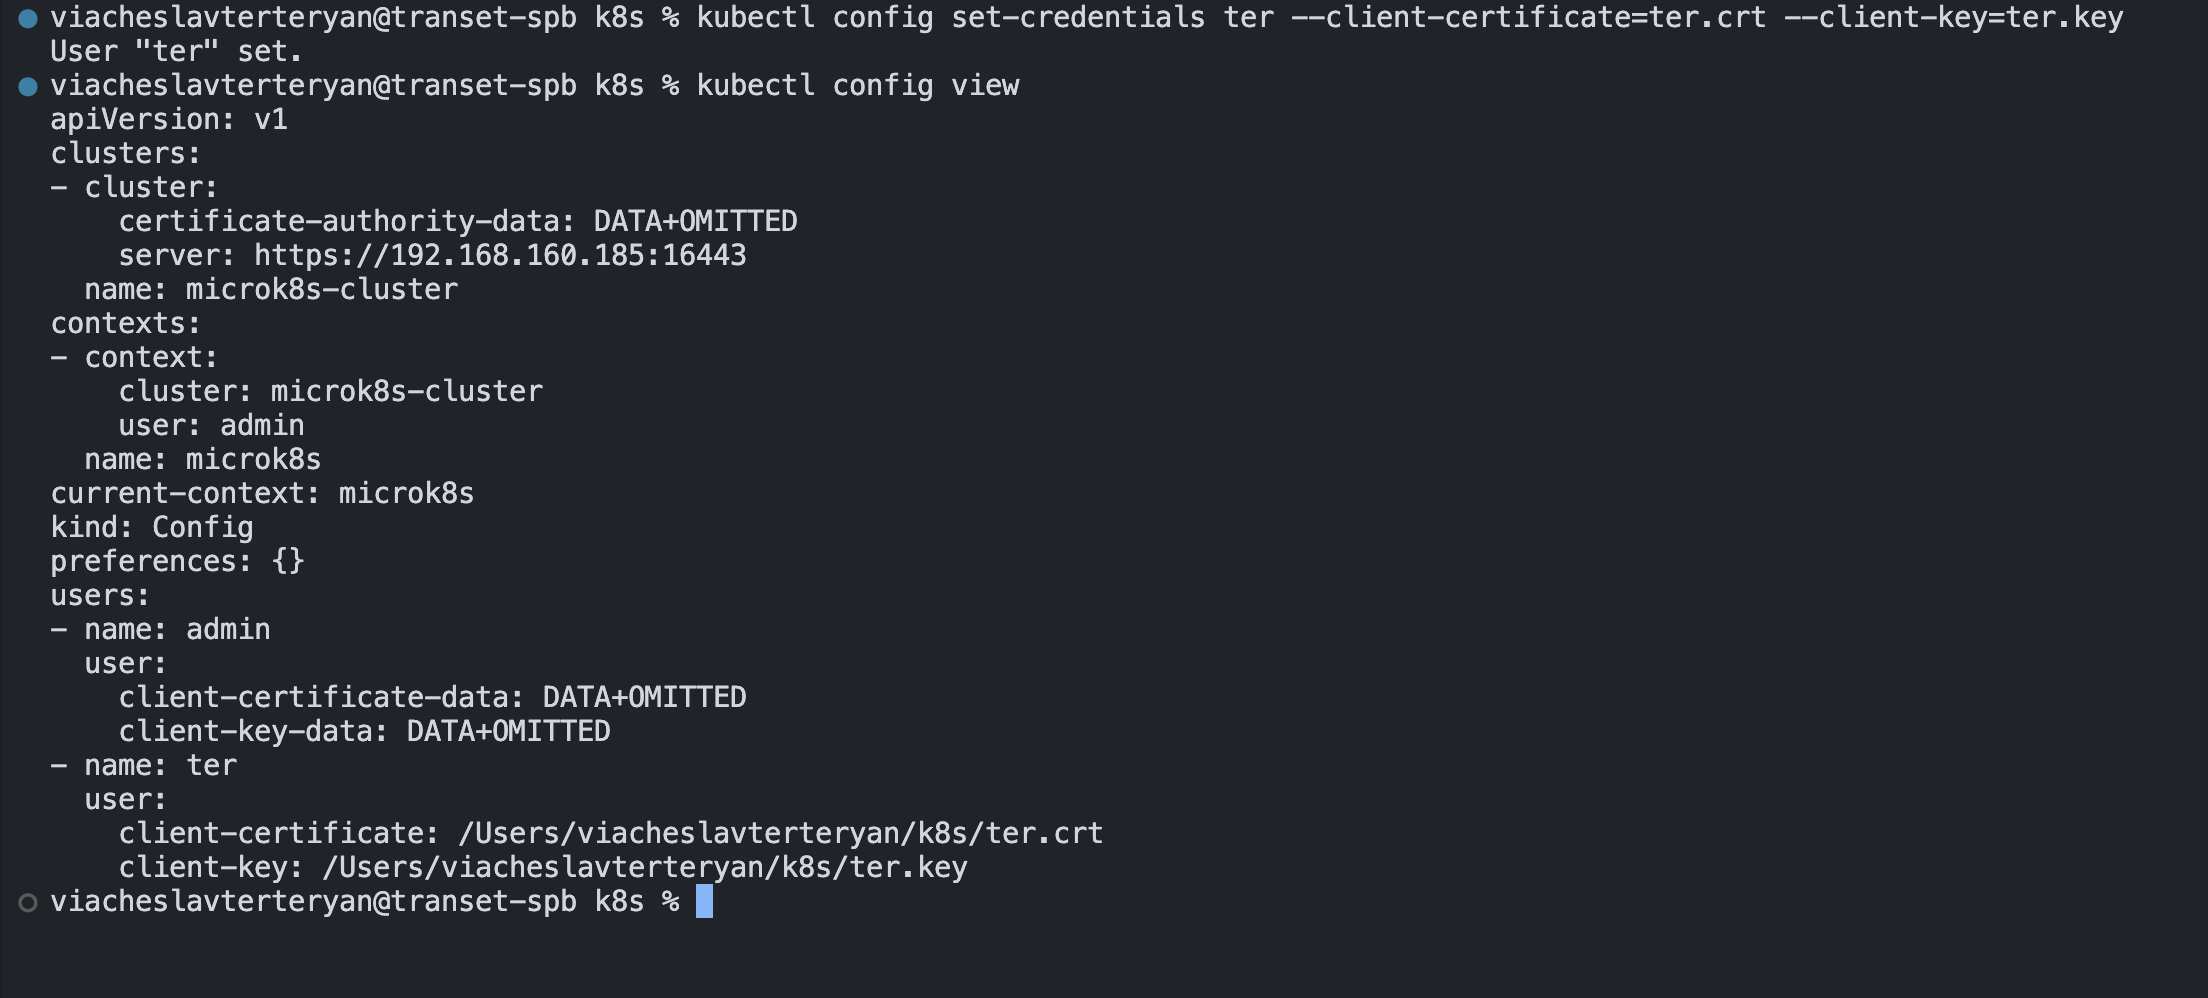 viacheslavterteryan@transet-spb k8s % kubectl config set-credentials ter --client-certificate=ter.crt --client-key=ter.key
User "ter" set.
viacheslavterteryan@transet-spb k8s % kubectl config view
apiVersion: v1
clusters:
- cluster:
    certificate-authority-data: DATA+OMITTED
    server: https://192.168.160.185:16443
  name: microk8s-cluster
contexts:
- context:
    cluster: microk8s-cluster
    user: admin
  name: microk8s
current-context: microk8s
kind: Config
preferences: {}
users:
- name: admin
  user:
    client-certificate-data: DATA+OMITTED
    client-key-data: DATA+OMITTED
- name: ter
  user:
    client-certificate: /Users/viacheslavterteryan/k8s/ter.crt
    client-key: /Users/viacheslavterteryan/k8s/ter.key
viacheslavterteryan@transet-spb k8s %